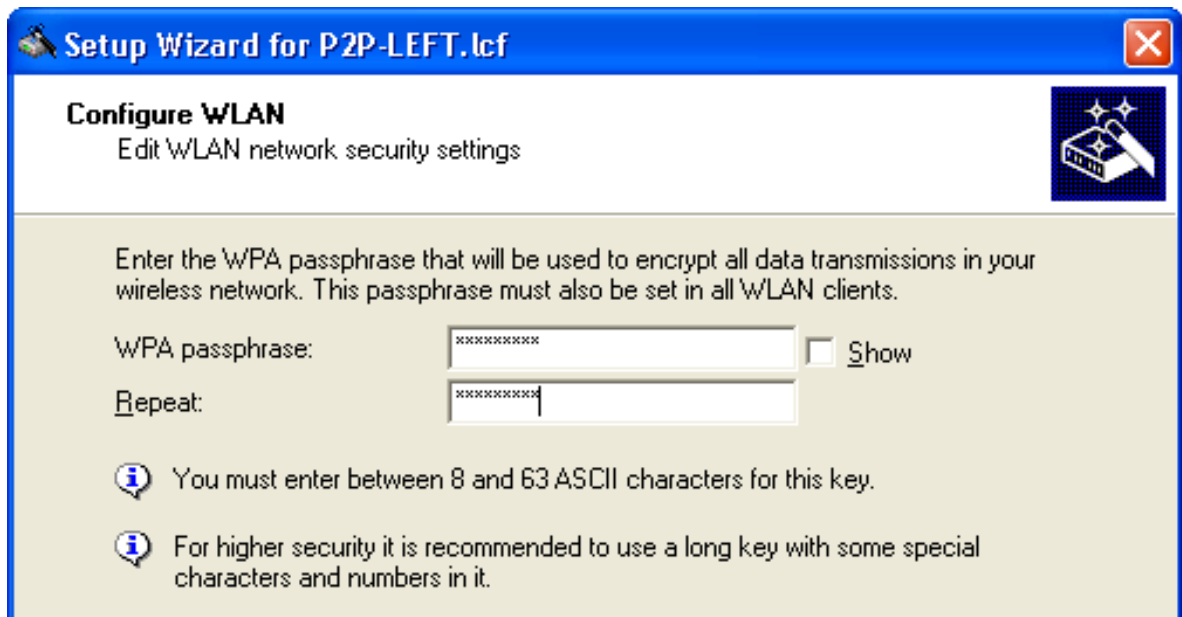 Setup Wizard for P2P-LEFT.lcf
Configure WLAN
Edit WLAN network security settings
Enter the WPA passphrase that will be used to encrypt all data transmissions in your
wireless network. This passphrase must also be set in all WLAN clients.
WPA passphrase: ********* Show
Repeat: *********
You must enter between 8 and 63 ASCII characters for this key.
For higher security it is recommended to use a long key with some special
characters and numbers in it.